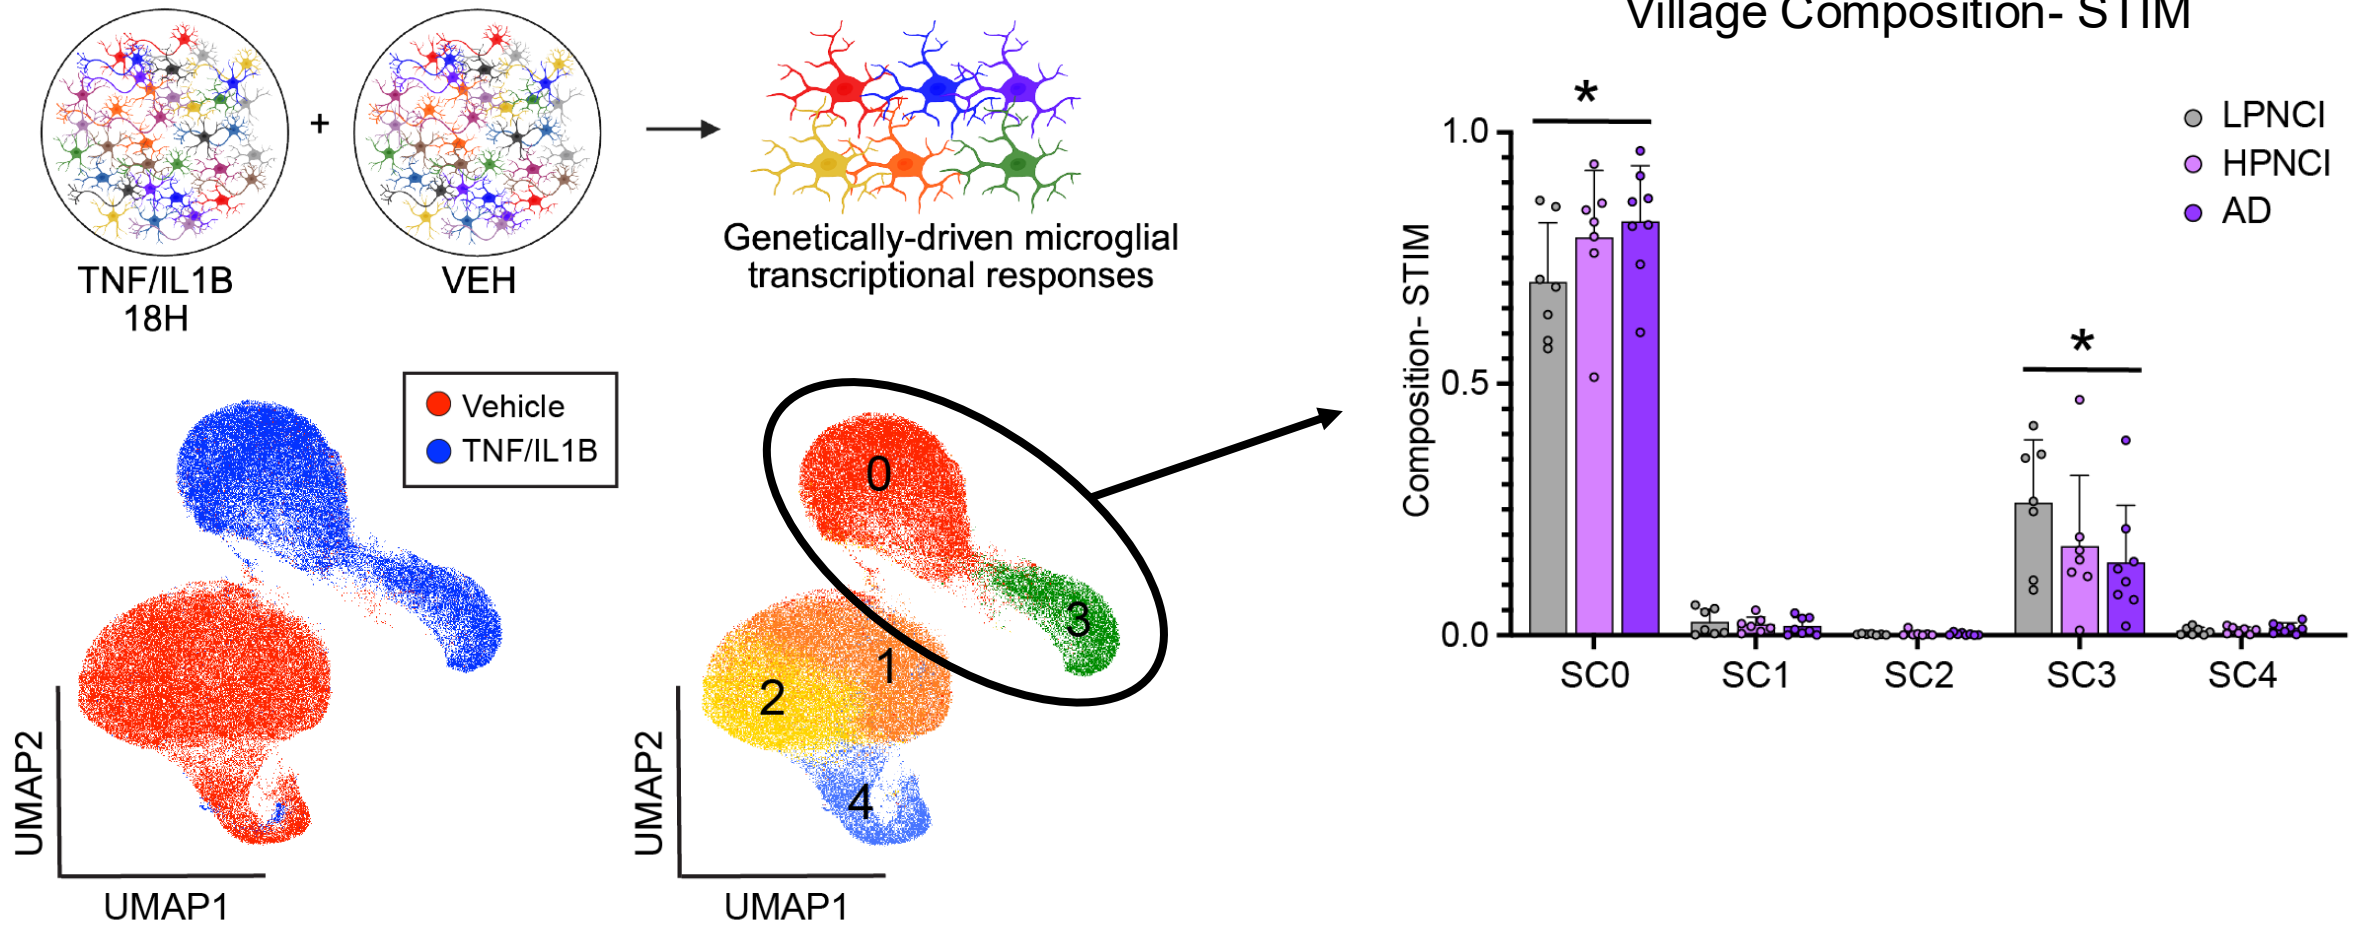 TNF/IL1B
18H
+
VEH
Genetically-driven microglial
transcriptional responses
Vehicle
TNF/IL1B
UMAP2
UMAP1
0
1
2
3
4
UMAP2
UMAP1
Village Composition- STIM
*
*
LPNCI
HPNCI
AD
Composition- STIM
1.0
0.5
0.0
SC0 SC1 SC2 SC3 SC4